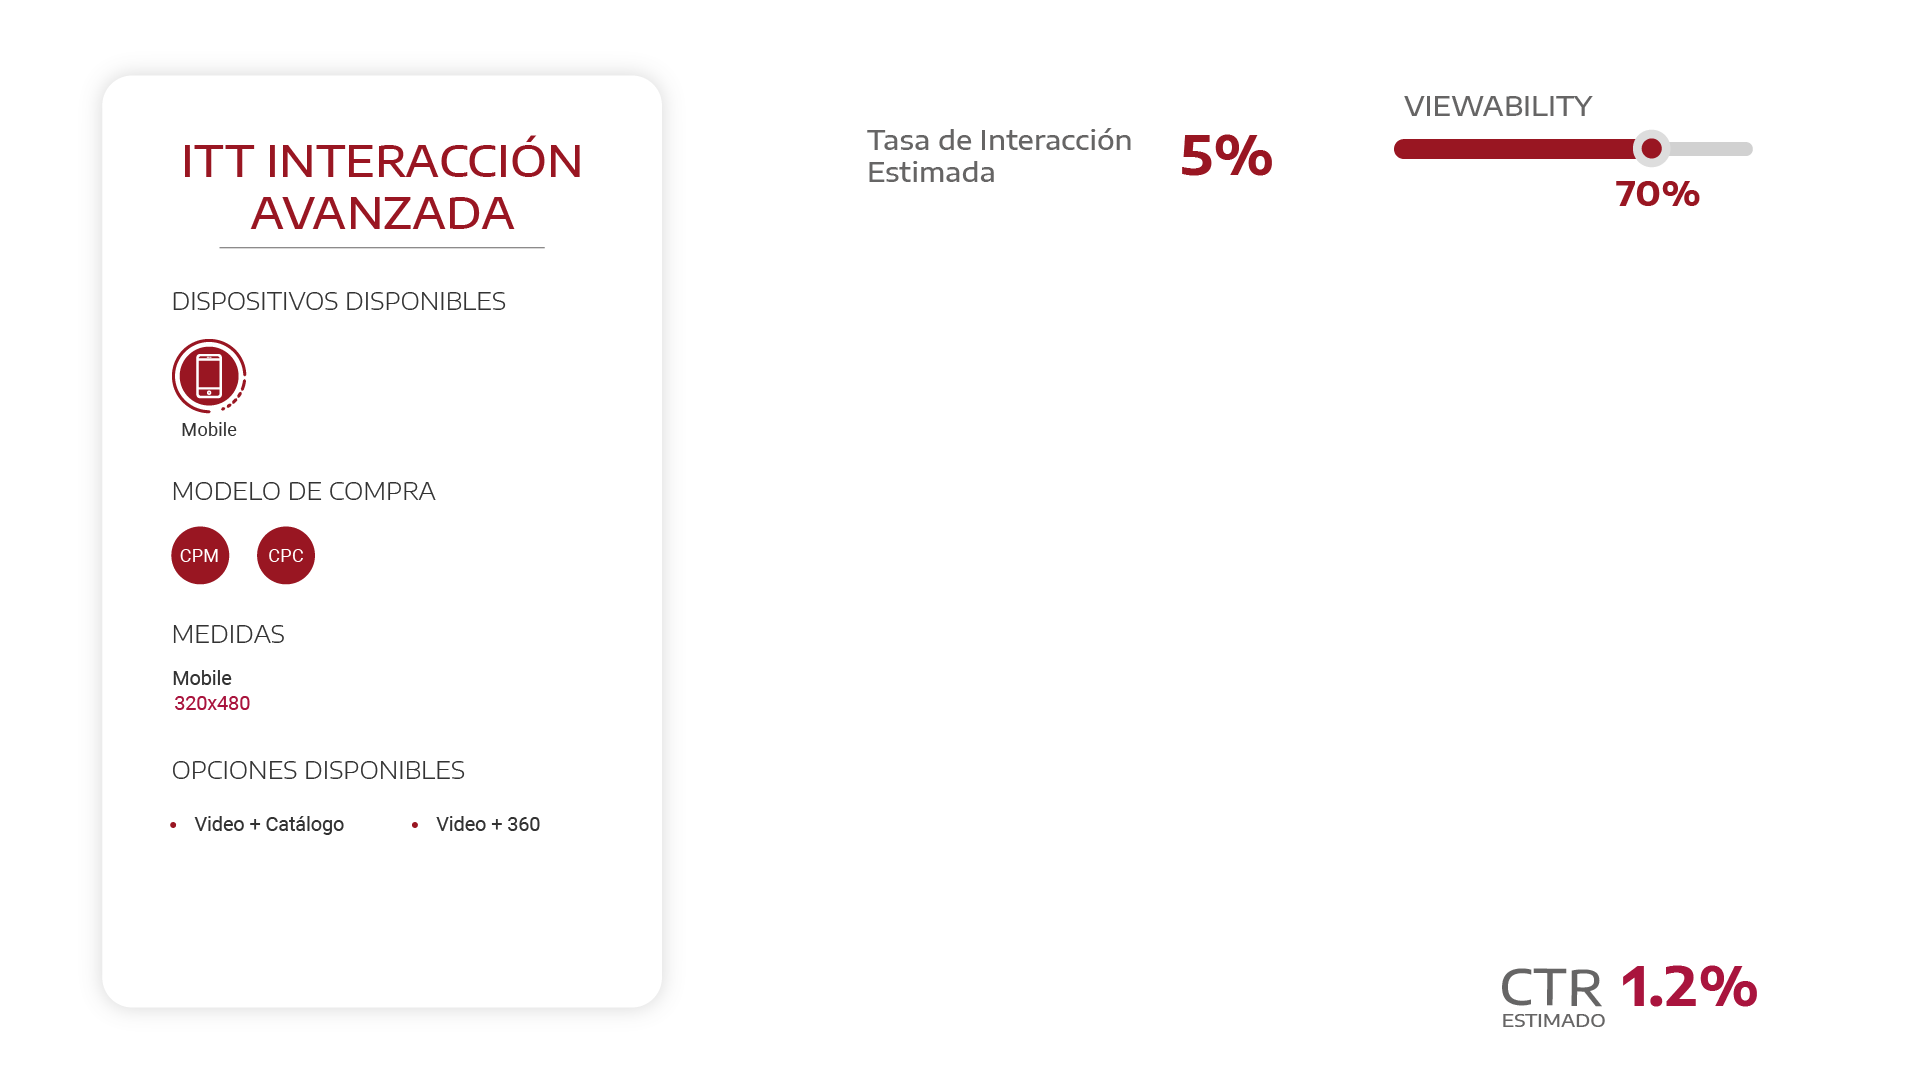 ITT INTERACCIÓN
AVANZADA
DISPOSITIVOS DISPONIBLES
Mobile
MODELO DE COMPRA
CPM CPC
MEDIDAS
Mobile
320x480
OPCIONES DISPONIBLES
• Video + Catálogo • Video + 360
Tasa de Interacción
Estimada
5%
VIEWABILITY
70%
CTR 1.2%
ESTIMADO